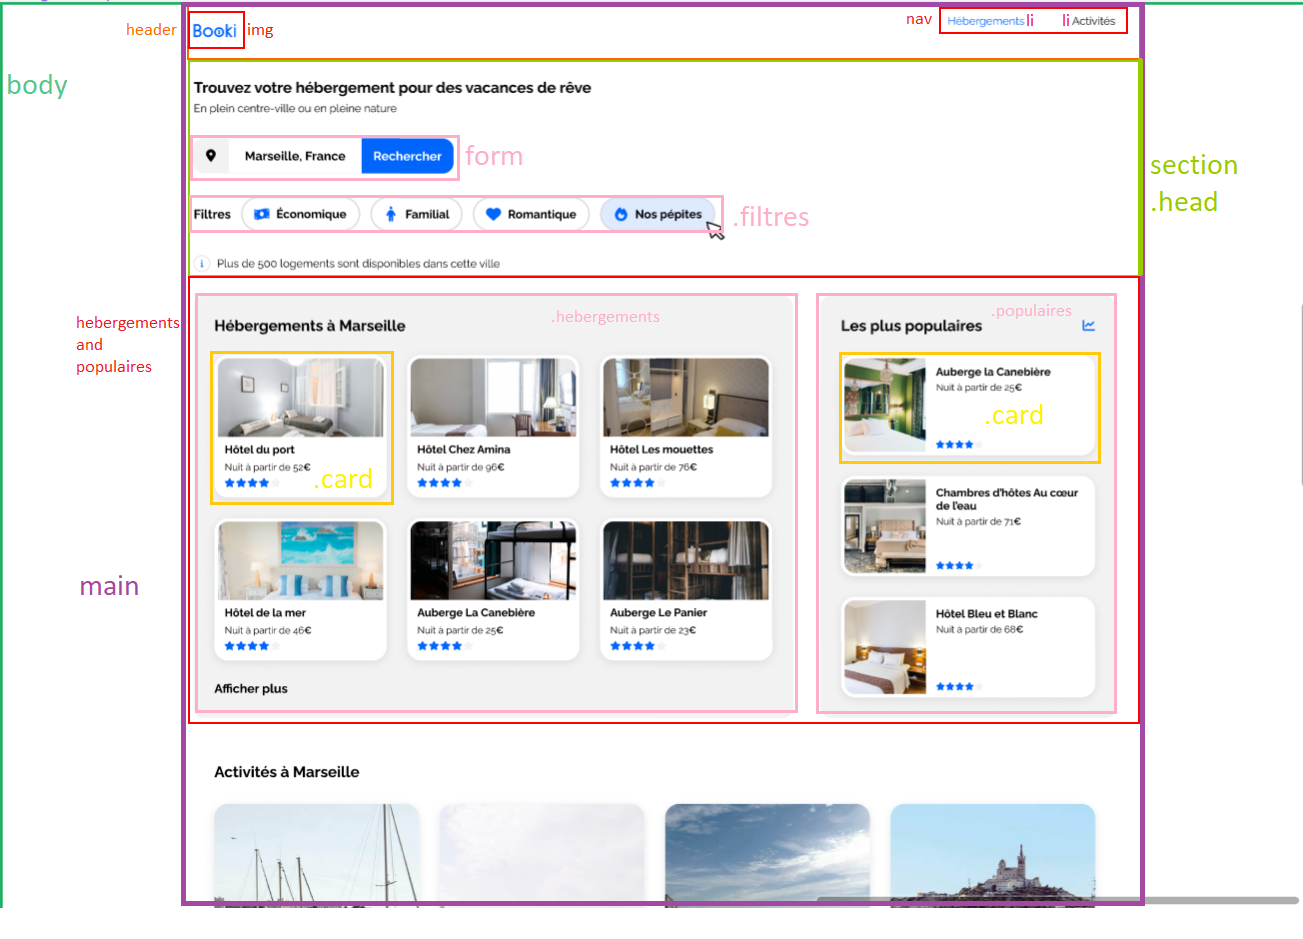 header
Booki
img
nav
Hébergements
li
li
Activités
body
Trouvez votre hébergement pour des vacances de rêve
En plein centre-ville ou en pleine nature
Marseille, France
Rechercher
form
section
.head
Filtres
Économique
Familial
Romantique
Nos pépites
.filtres
Plus de 500 logements sont disponibles dans cette ville
hebergements
and
populaires
Hébergements à Marseille
.hebergements
Hôtel du port
Nuit à partir de 52€
.card
Hôtel Chez Amina
Nuit à partir de 96€
Hôtel Les mouettes
Nuit à partir de 76€
Hôtel de la mer
Nuit à partir de 46€
Auberge La Canebière
Nuit à partir de 25€
Auberge Le Panier
Nuit à partir de 23€
Afficher plus
.populaires
Les plus populaires
Auberge la Canebière
Nuit à partir de 25€
.card
Chambres d'hôtes Au cœur
de l'eau
Nuit à partir de 71€
Hôtel Bleu et Blanc
Nuit à partir de 68€
main
Activités à Marseille